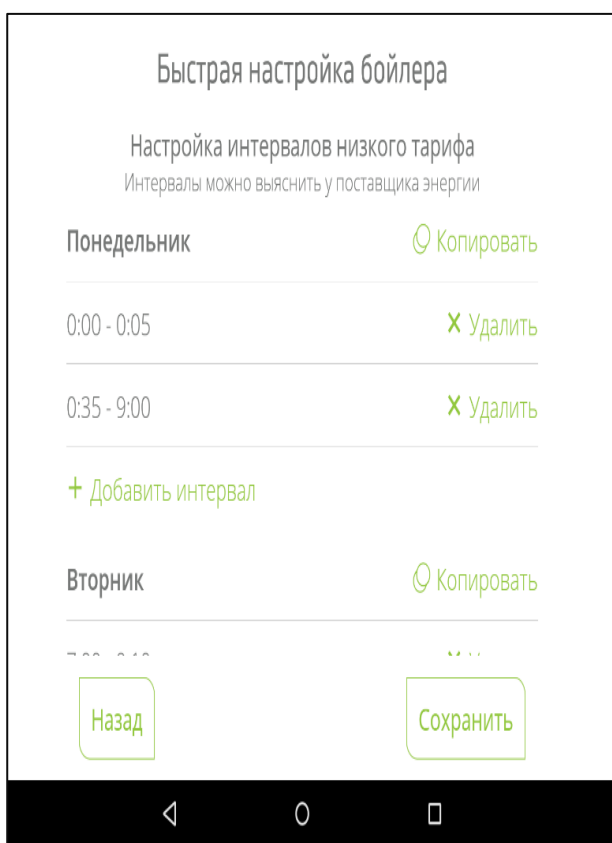 Быстрая настройка бойлера
Настройка интервалов низкого тарифа
Интервалы можно выяснить у поставщика энергии
Понедельник Копировать
0:00 - 0:05 Удалить
0:35 - 9:00 Удалить
+ Добавить интервал
Вторник Копировать
Назад Сохранить